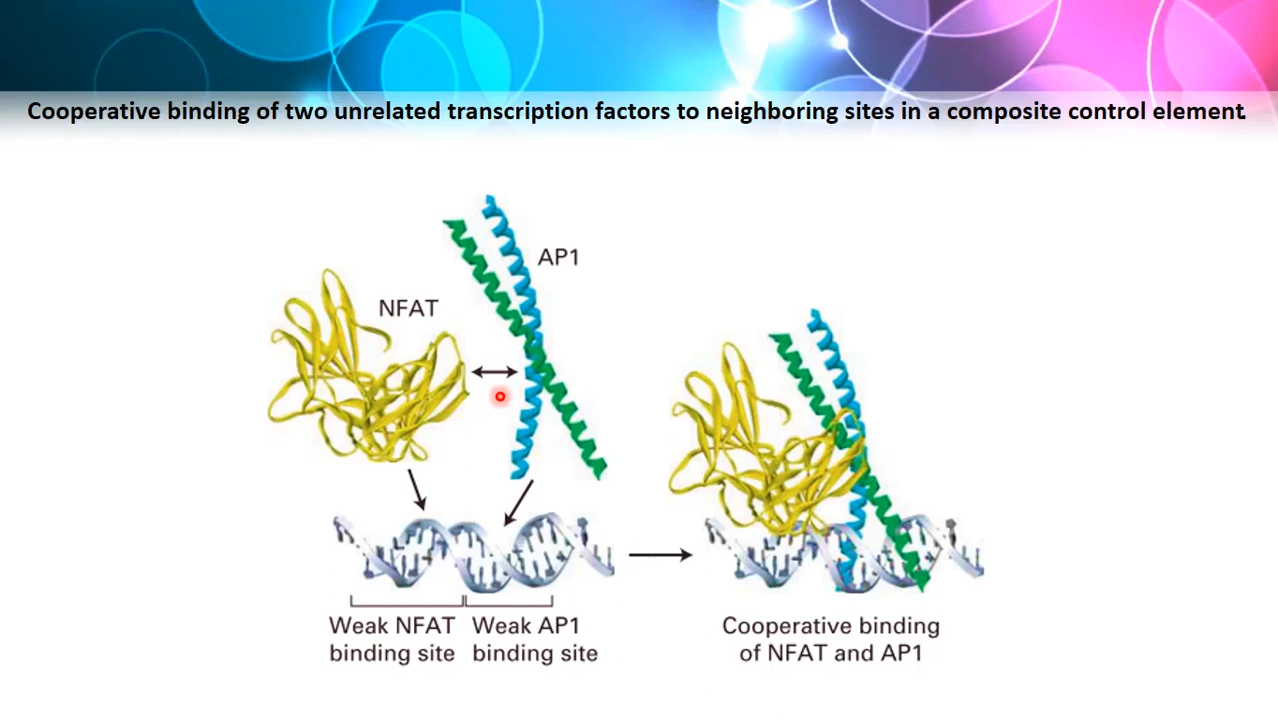 Cooperative binding of two unrelated transcription factors to neighboring sites in a composite control element.
AP1
NFAT
Weak NFAT binding site
Weak AP1 binding site
Cooperative binding
of NFAT and AP1